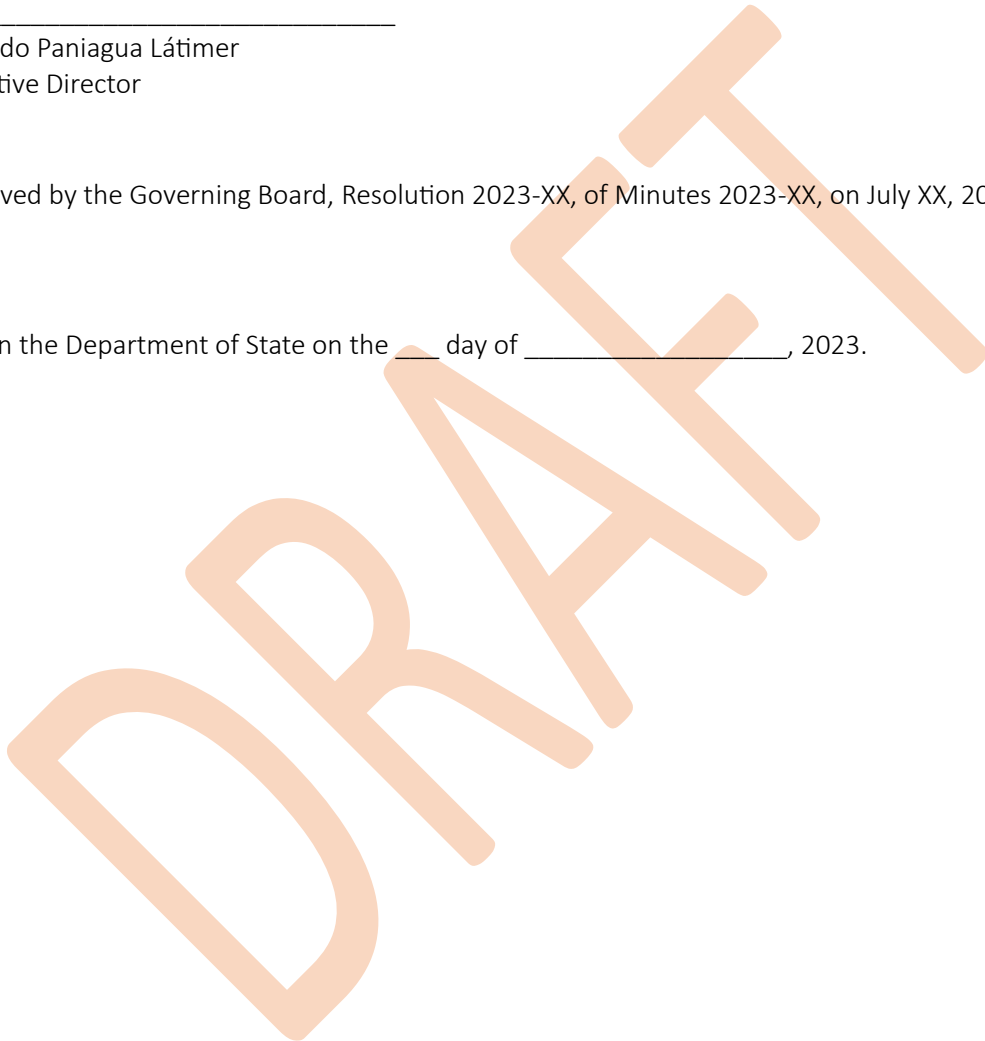 ___________________________
do Paniagua Látimer
tive Director
ved by the Governing Board, Resolution 2023-XX, of Minutes 2023-XX, on July XX, 20
n the Department of State on the ___ day of __________________, 2023.
DRAFT